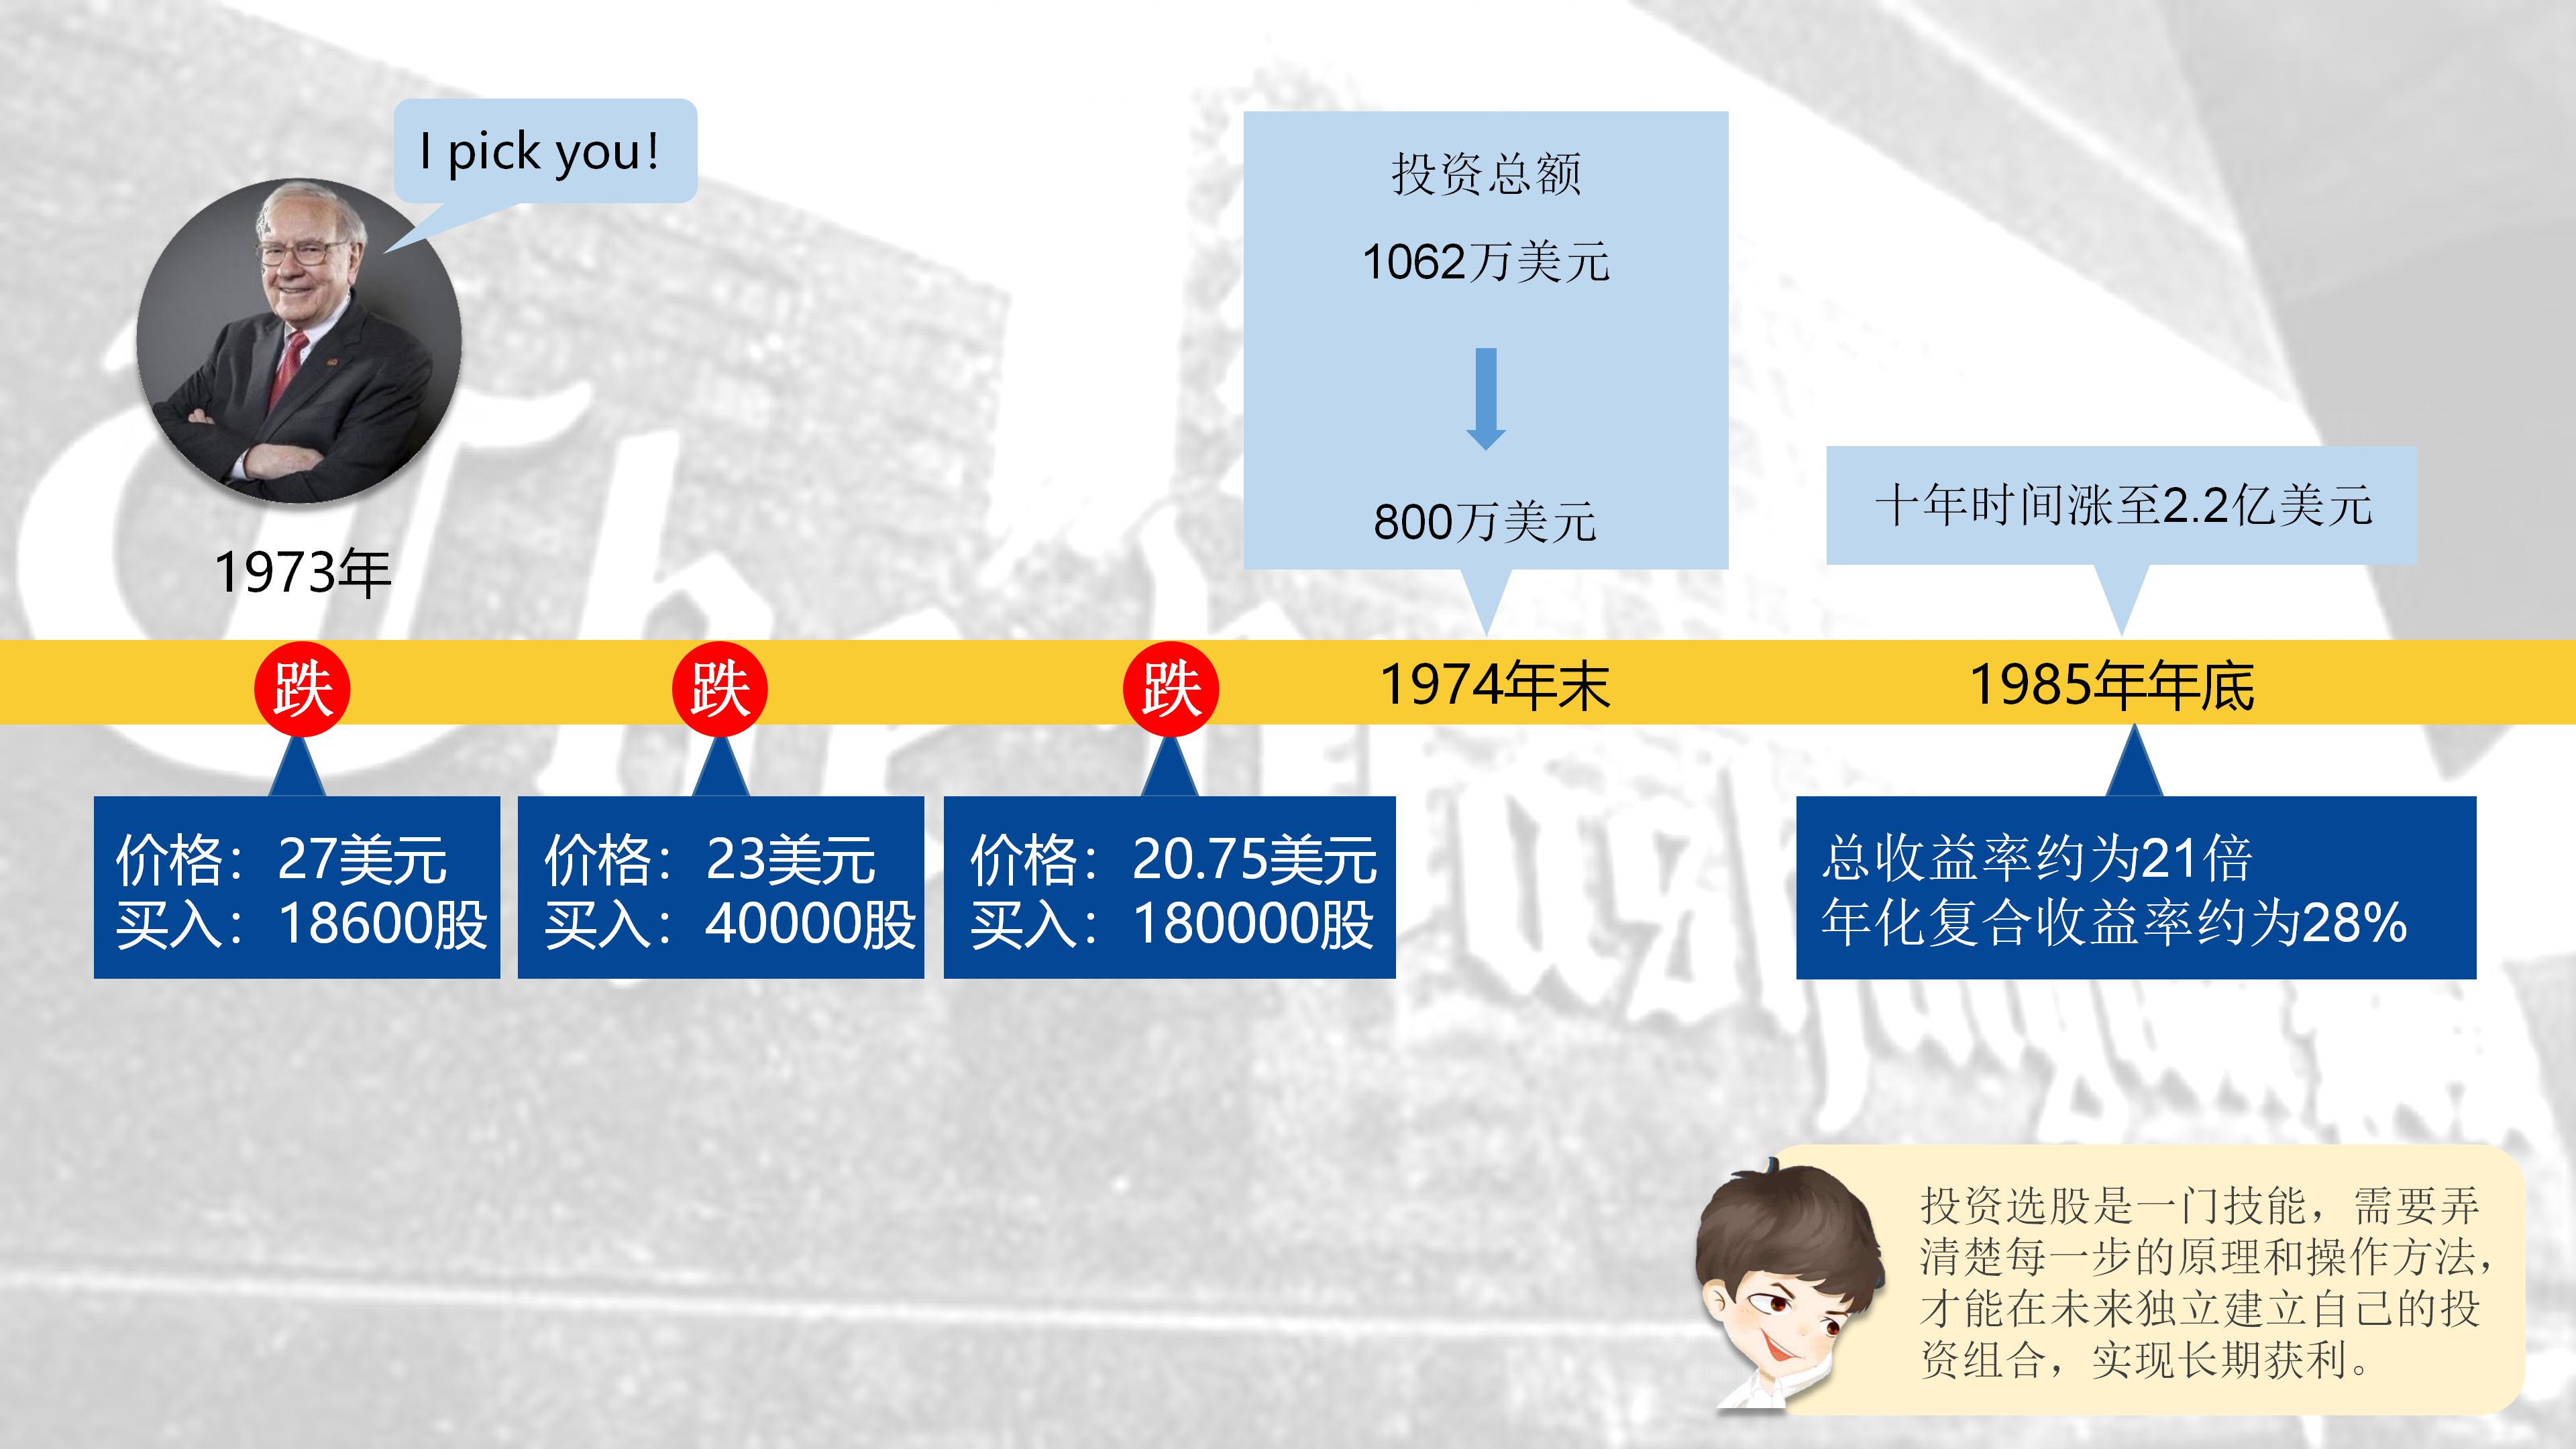 I pick you!
1973年
跌
价格：27美元
买入：18600股
跌
价格：23美元
买入：40000股
跌
价格：20.75美元
买入：180000股
投资总额
1062万美元
800万美元
1974年末
十年时间涨至2.2亿美元
1985年年底
总收益率约为21倍
年化复合收益率约为28%
投资选股是一门技能，需要弄
清楚每一步的原理和操作方法，
才能在未来独立建立自己的投
资组合，实现长期获利。